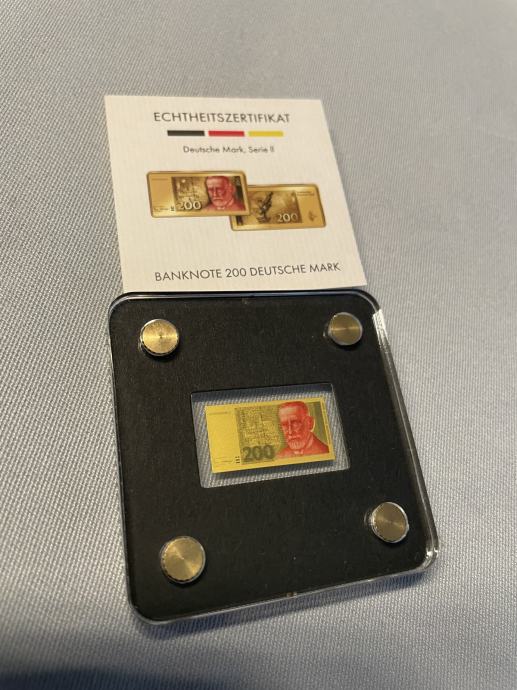 ECHTHEITSZERTIFIKAT
Deutsche Mark, Serie II
200
200
BANKNOTE 200 DEUTSCHE MARK
200